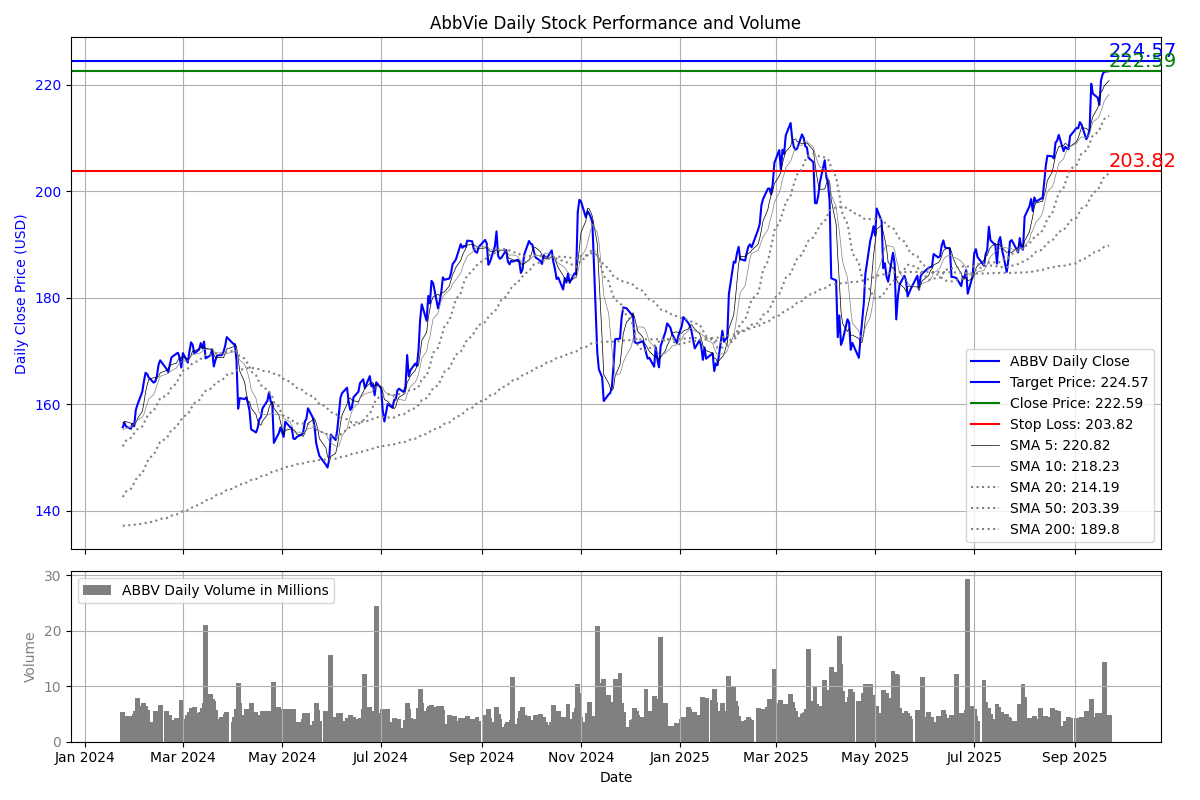 AbbVie Daily Stock Performance and Volume
224.57
222.59
220
203.82
200
180
160
140
Daily Close Price (USD)
ABBV Daily Close
Target Price: 224.57
Close Price: 222.59
Stop Loss: 203.82
SMA 5: 220.82
SMA 10: 218.23
SMA 20: 214.19
SMA 50: 203.39
SMA 200: 189.8
30
20
10
0
Volume
ABBV Daily Volume in Millions
Jan 2024 Mar 2024 May 2024 Jul 2024 Sep 2024 Nov 2024 Jan 2025 Mar 2025 May 2025 Jul 2025 Sep 2025
Date